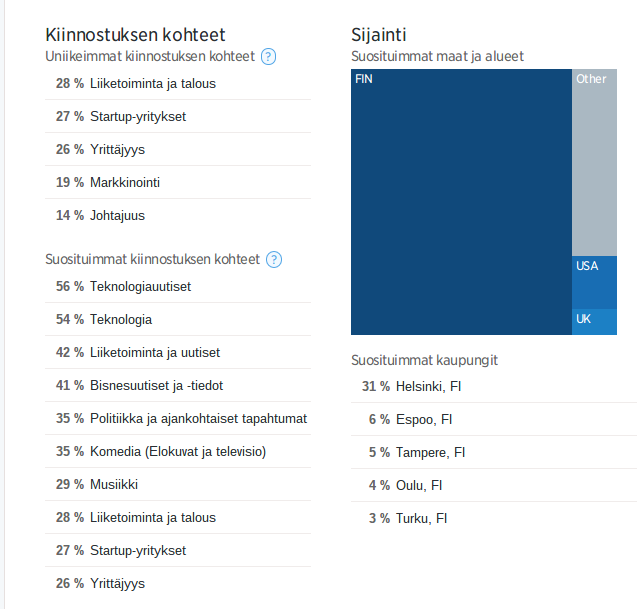 Kiinnostuksen kohteet
Uniikeimmat kiinnostuksen kohteet ?
28 % Liiketoiminta ja talous
27 % Startup-yritykset
26 % Yrittäjyys
19 % Markkinointi
14 % Johtajuus
Suosituimmat kiinnostuksen kohteet ?
56 % Teknologiauutiset
54 % Teknologia
42 % Liiketoiminta ja uutiset
41 % Bisnesuutiset ja -tiedot
35 % Politiikka ja ajankohtaiset tapahtumat
35 % Komedia (Elokuvat ja televisio)
29 % Musiikki
28 % Liiketoiminta ja talous
27 % Startup-yritykset
26 % Yrittäjyys
Sijainti
Suosituimmat maat ja alueet
FIN
Other
USA
UK
Suosituimmat kaupungit
31 % Helsinki, FI
6 % Espoo, FI
5 % Tampere, FI
4 % Oulu, FI
3 % Turku, FI